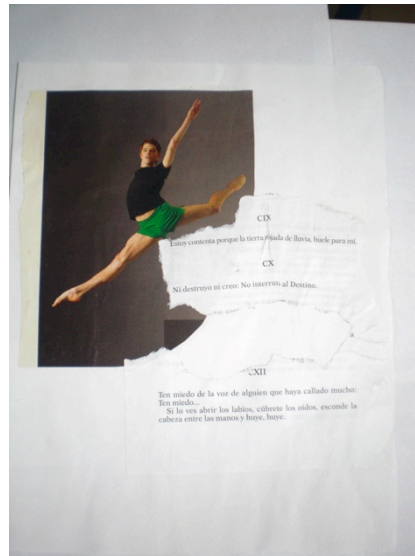 CIX
Estoy contenta porque la tierra mojada de lluvia, huele para mí.
CX
Ni destruyo ni creo: No interrum al Destino.
CXII
Ten miedo de la voz de alguien que haya callado mucho:
Ten miedo...
Si lo ves abrir los labios, cúbrete los oídos, esconde la
cabeza entre las manos y huye, huye.